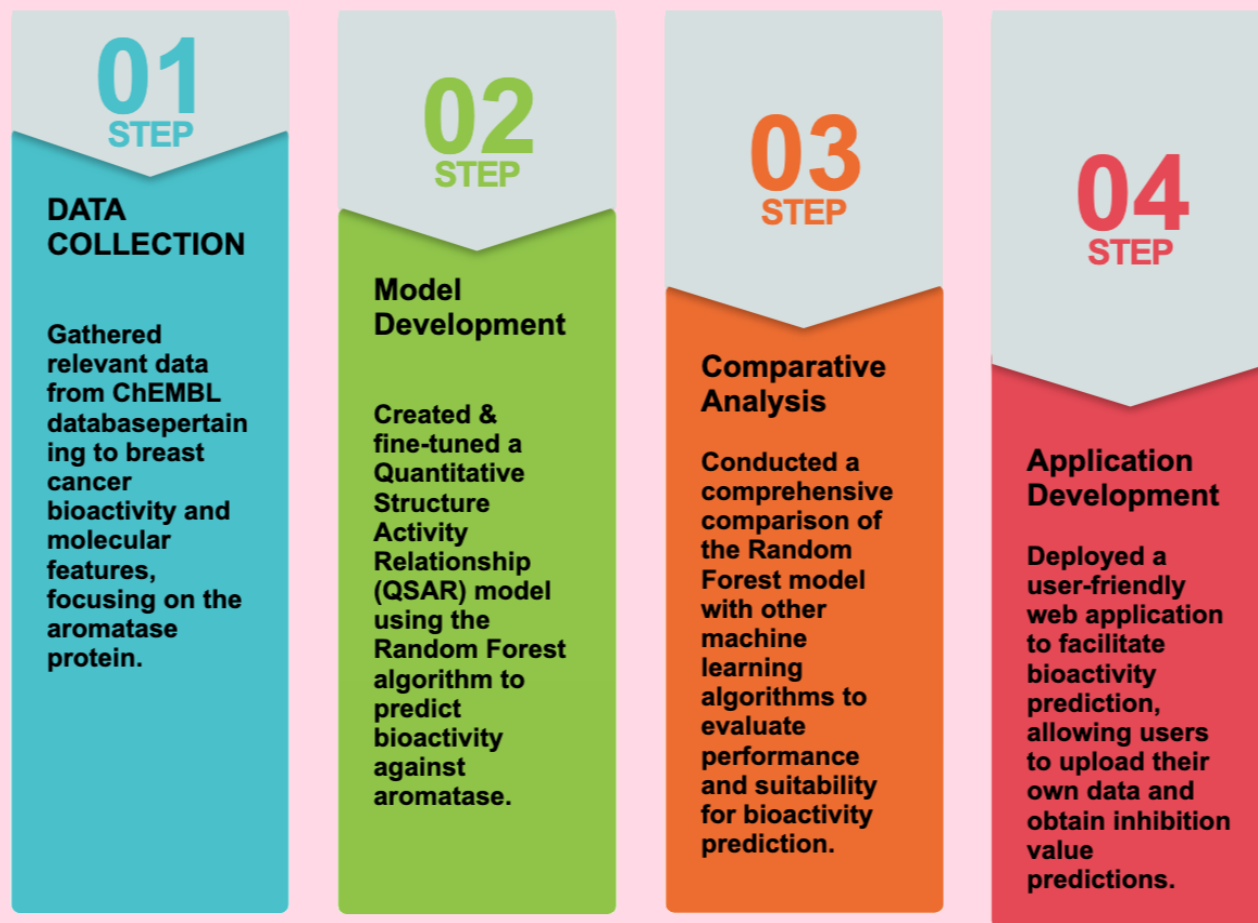 01
STEP
DATA
COLLECTION
Gathered
relevant data
from ChEMBL
databasepertain
ing to breast
cancer
bioactivity and
molecular
features,
focusing on the
aromatase
protein.
02
STEP
Model
Development
Created &
fine-tuned a
Quantitative
Structure
Activity
Relationship
(QSAR) model
using the
Random Forest
algorithm to
predict
bioactivity
against
aromatase.
03
STEP
Comparative
Analysis
Conducted a
comprehensive
comparison of
the Random
Forest model
with other
machine
learning
algorithms to
evaluate
performance
and suitability
for bioactivity
prediction.
04
STEP
Application
Development
Deployed a
user-friendly
web application
to facilitate
bioactivity
prediction,
allowing users
to upload their
own data and
obtain inhibition
value
predictions.